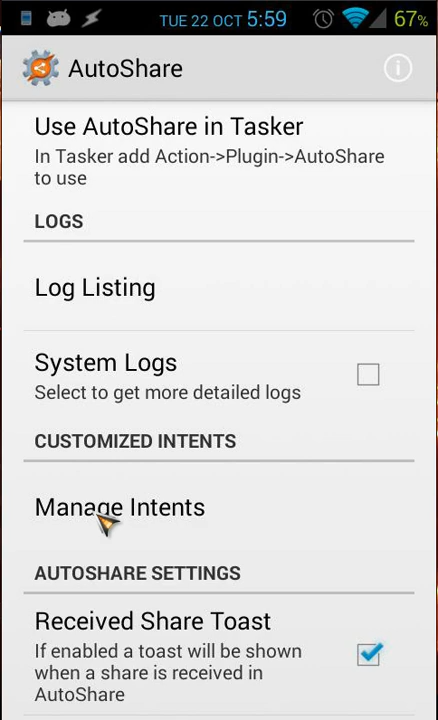 TUE 22 OCT 5:59 67%
AutoShare
Use AutoShare in Tasker
In Tasker add Action->Plugin->AutoShare
to use
LOGS
Log Listing
System Logs
Select to get more detailed logs
CUSTOMIZED INTENTS
Manage Intents
AUTOSHARE SETTINGS
Received Share Toast
If enabled a toast will be shown
when a share is received in
AutoShare